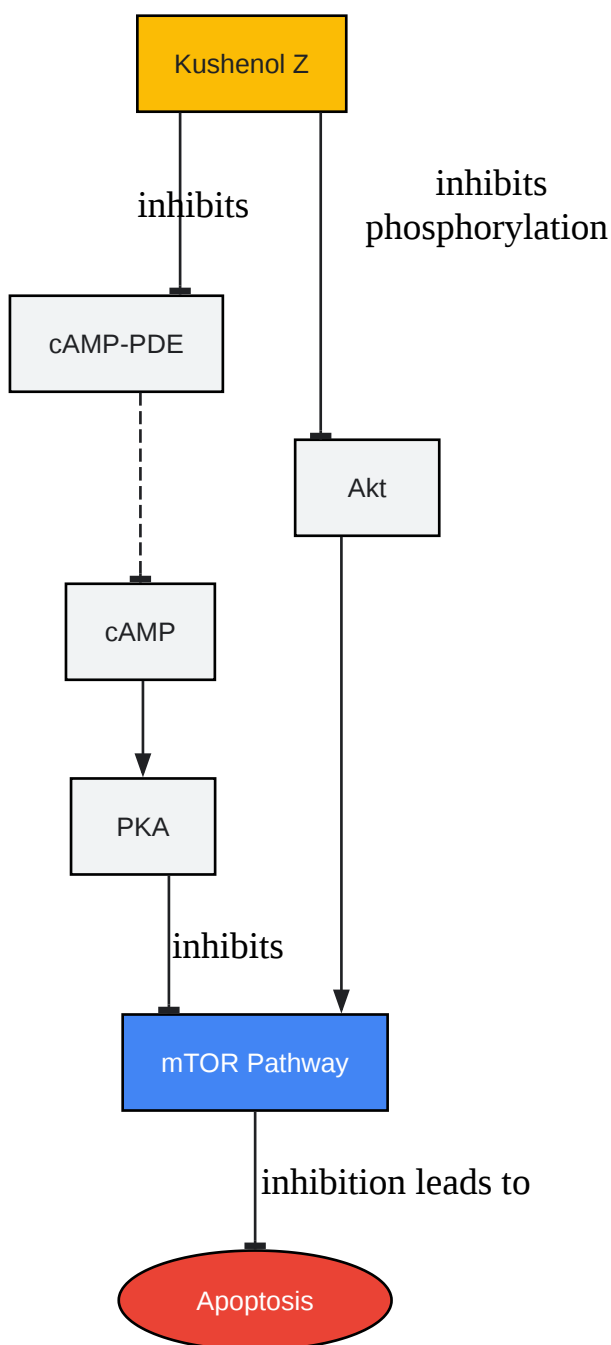 Kushenol Z
inhibits
inhibits
phosphorylation
cAMP-PDE
Akt
cAMP
PKA
inhibits
mTOR Pathway
inhibition leads to
Apoptosis